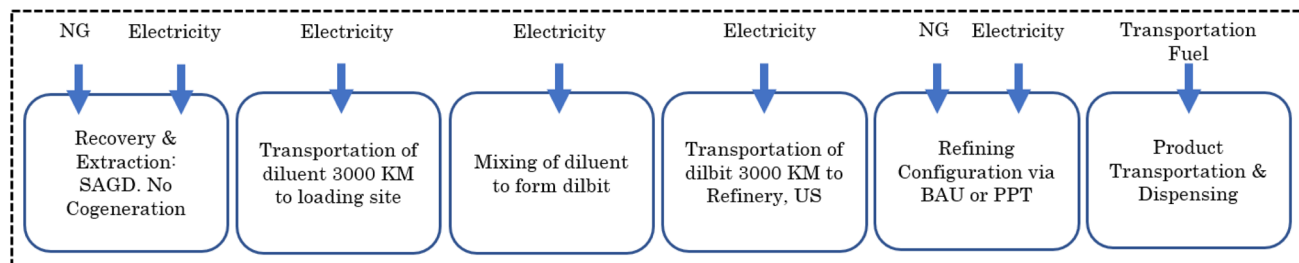 NG
Electricity
Electricity
Electricity
Electricity
NG
Electricity
Transportation
Fuel
Recovery &
Extraction:
SAGD. No
Cogeneration
Transportation of
diluent 3000 KM
to loading site
Mixing of diluent
to form dilbit
Transportation of
dilbit 3000 KM to
Refinery, US
Refining
Configuration via
BAU or PPT
Product
Transportation &
Dispensing